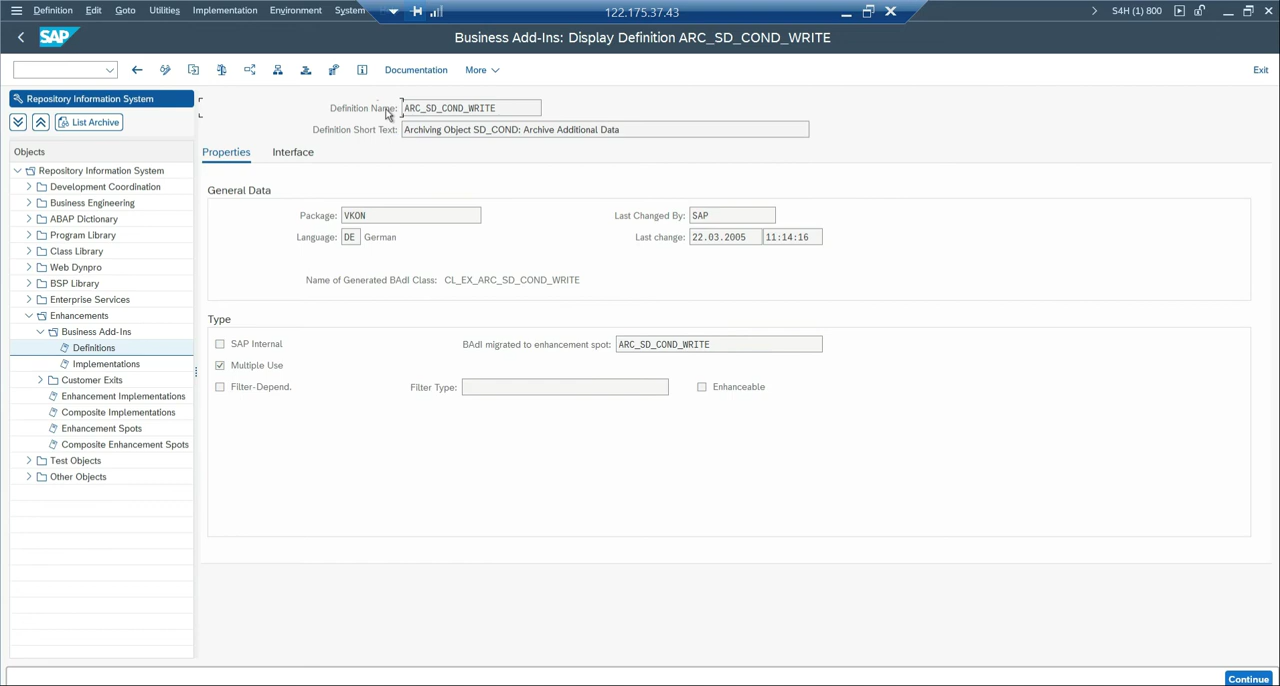 Definition Edit Goto Utilities Implementation Environment System 122.175.37.43 S4H (1) 800
SAP Business Add-Ins: Display Definition ARC_SD_COND_WRITE
Documentation More Exit
Repository Information System
List Archive
Objects
Repository Information System
Development Coordination
Business Engineering
ABAP Dictionary
Program Library
Class Library
Web Dynpro
BSP Library
Enterprise Services
Enhancements
Business Add-Ins
Definitions
Implementations
Customer Exits
Enhancement Implementations
Composite Implementations
Enhancement Spots
Composite Enhancement Spots
Test Objects
Other Objects
Definition Name: ARC_SD_COND_WRITE
Definition Short Text: Archiving Object SD_COND: Archive Additional Data
Properties Interface
General Data
Package: VKON Last Changed By: SAP
Language: DE German Last change: 22.03.2005 11:14:16
Name of Generated BAdI Class: CL_EX_ARC_SD_COND_WRITE
Type
SAP Internal BAdI migrated to enhancement spot: ARC_SD_COND_WRITE
Multiple Use
Filter-Depend. Filter Type: Enhanceable
Continue